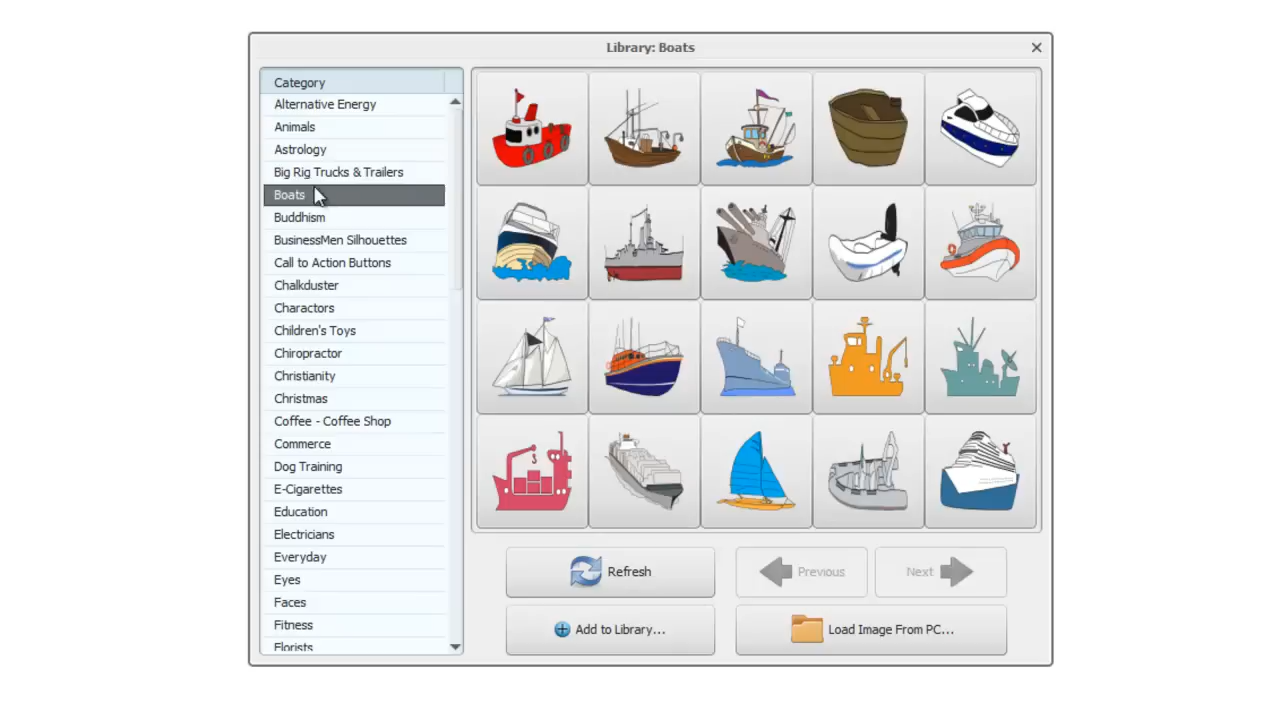 Library: Boats
Category
Alternative Energy
Animals
Astrology
Big Rig Trucks & Trailers
Boats
Buddhism
BusinessMen Silhouettes
Call to Action Buttons
Chalkduster
Charactors
Children's Toys
Chiropractor
Christianity
Christmas
Coffee - Coffee Shop
Commerce
Dog Training
E-Cigarettes
Education
Electricians
Everyday
Eyes
Faces
Fitness
Florists
Refresh
Previous
Next
Add to Library...
Load Image From PC...